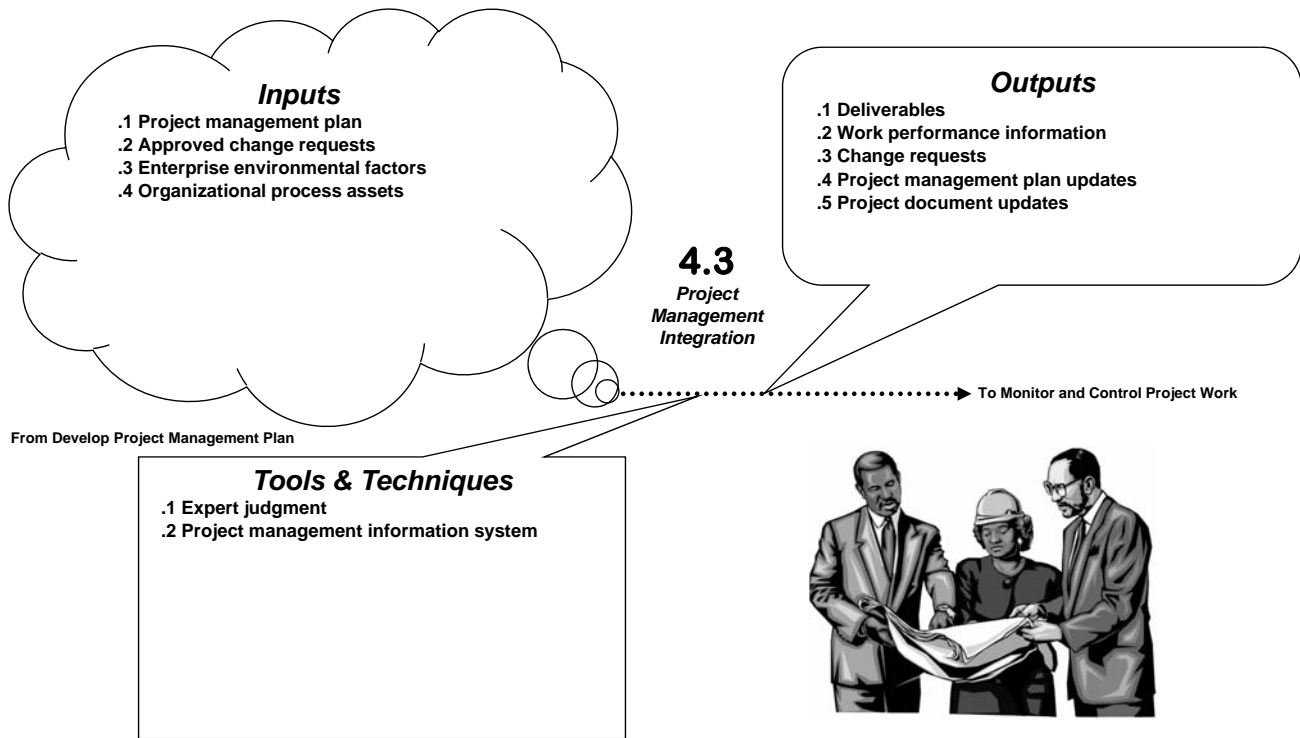 Inputs
.1 Project management plan
.2 Approved change requests
.3 Enterprise environmental factors
.4 Organizational process assets
Outputs
.1 Deliverables
.2 Work performance information
.3 Change requests
.4 Project management plan updates
.5 Project document updates
4.3
Project
Management
Integration
To Monitor and Control Project Work
From Develop Project Management Plan
Tools & Techniques
.1 Expert judgment
.2 Project management information system